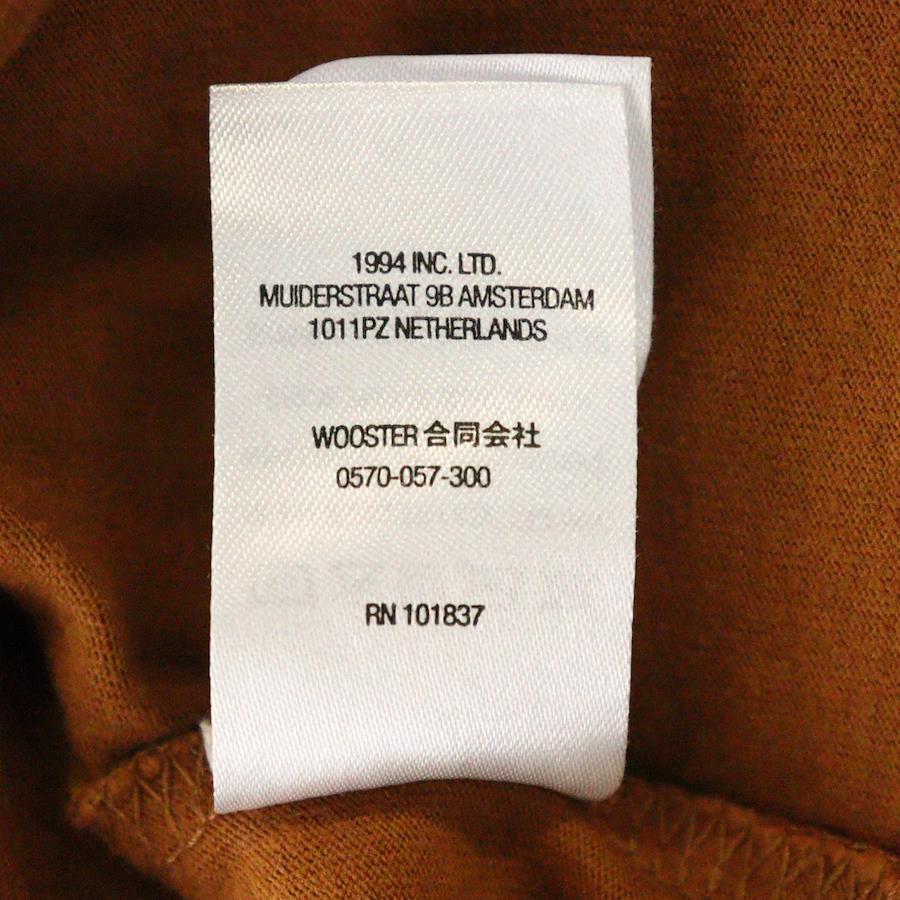 1994 INC. LTD.
MUIDERSTRAAT 9B AMSTERDAM
1011PZ NETHERLANDS
WOOSTER 合同会社
0570-057-300
RN 101837